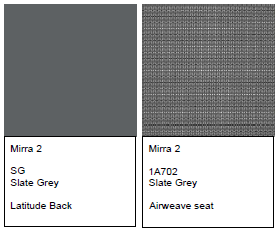 Mirra 2
SG
Slate Grey
Latitude Back
Mirra 2
1A702
Slate Grey
Airweave seat